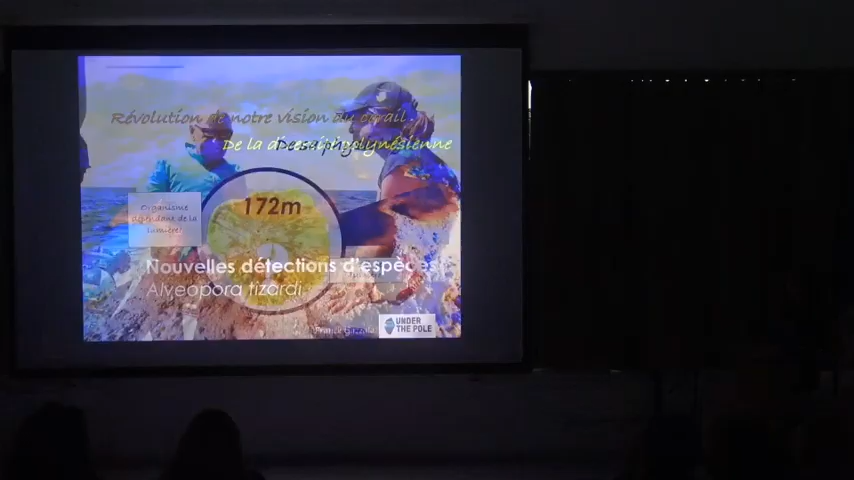 Révolution de notre vision du corail
De la polynésienne
172m
Organisme
dépendant de la
lumière?
Nouvelles détections d'espèces
Alveopora tizardi
UNDER
THE POLE